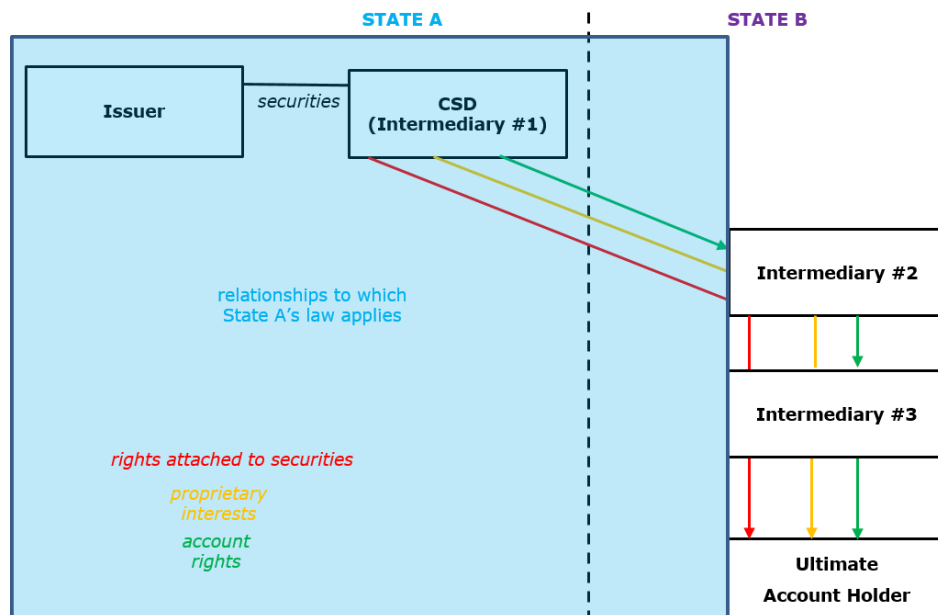 STATE A
STATE B
Issuer
securities
CSD
(Intermediary #1)
Intermediary #2
relationships to which
State A's law applies
Intermediary #3
rights attached to securities
proprietary
interests
account
rights
Ultimate
Account Holder